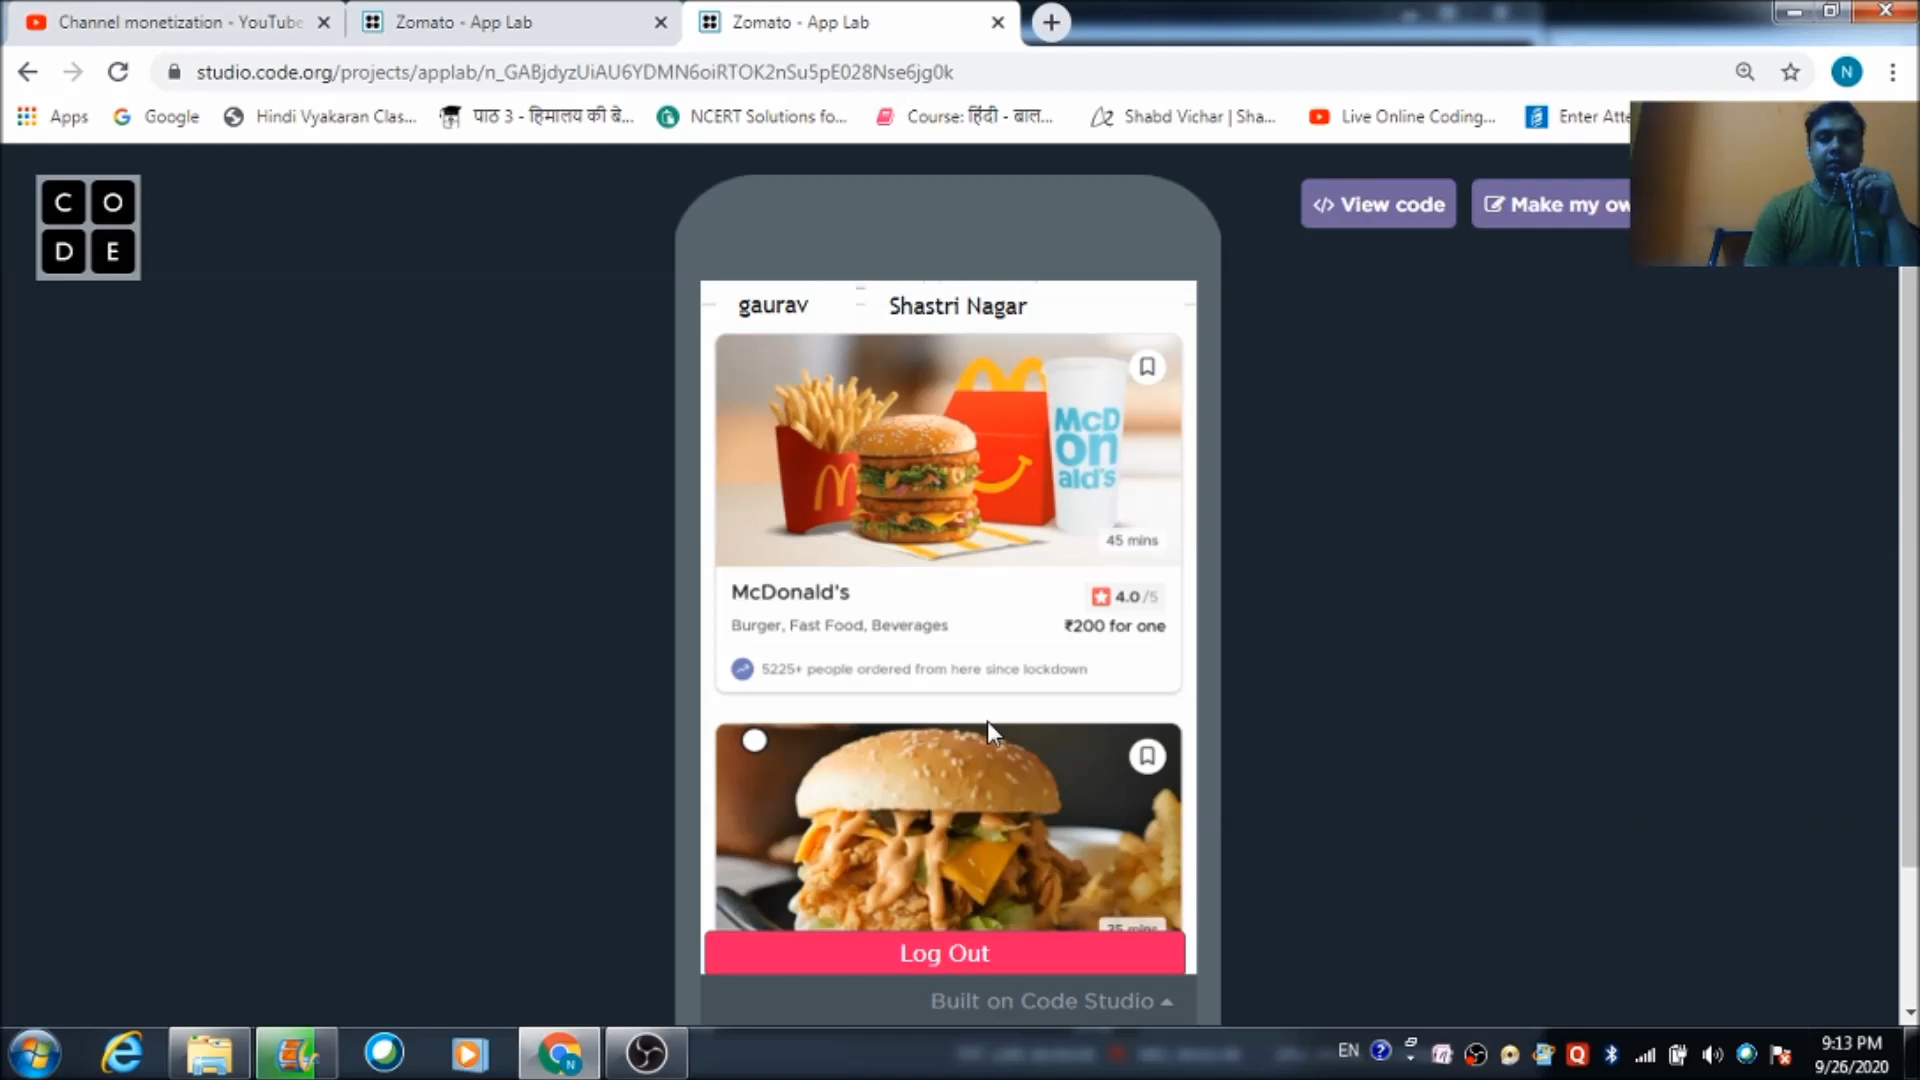 Channel monetization - YouTube
Zomato - App Lab
Zomato - App Lab
studio.code.org/projects/applab/n_GABjdyzUiAU6YDMN6oiRTOK2nSu5pE028Nse6jg0k
N
Apps
Google
Hindi Vyakaran Clas...
पाठ 3 - हिमालय की बे...
NCERT Solutions fo...
Course: हिंदी - बाल...
Shabd Vichar | Sha...
Live Online Coding...
Enter Atte
C O
D E
</> View code
Make my ow
gaurav
Shastri Nagar
McD
on
ald's
45 mins
McDonald's
4.0/5
Burger, Fast Food, Beverages
₹200 for one
5225+ people ordered from here since lockdown
35 mins
Log Out
Built on Code Studio
EN
9:13 PM
9/26/2020